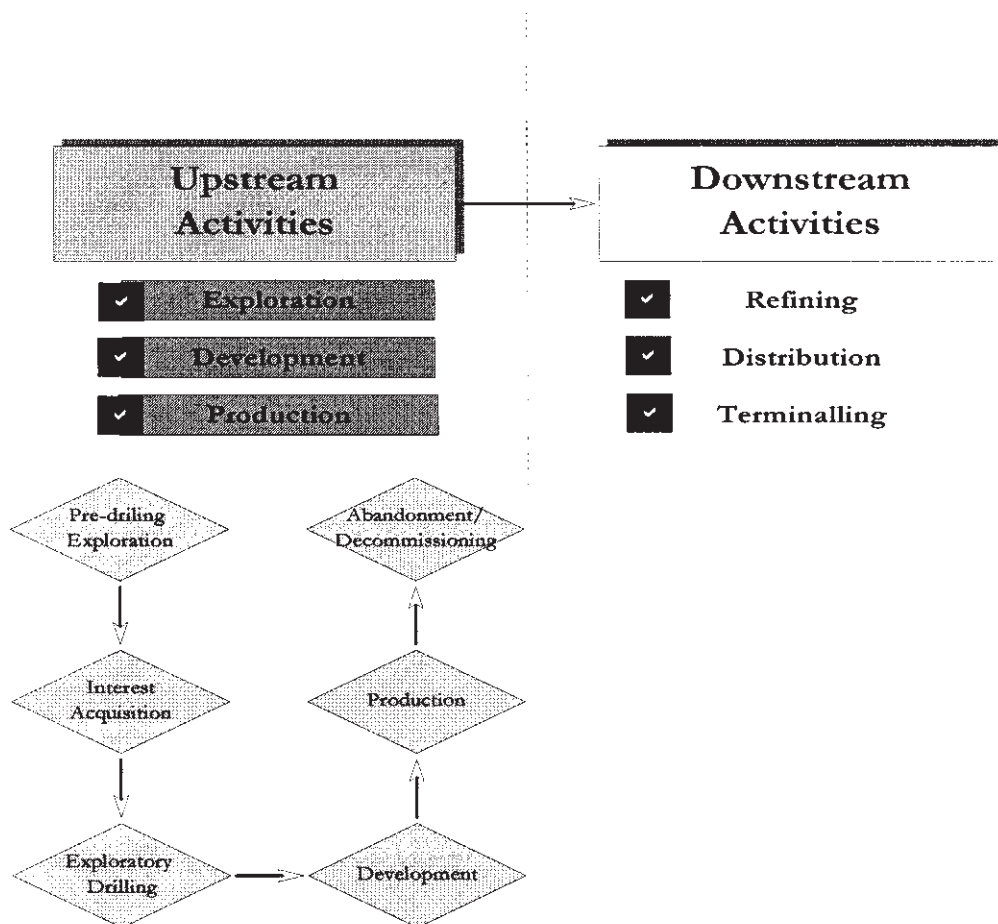 Upstream
Activities
Downstream
Activities
Exploration
Development
Production
Refining
Distribution
Terminalling
Pre-driling
Exploration
Abandonment/
Decommissioning
Interest
Acquisition
Production
Exploratory
Drilling
Development